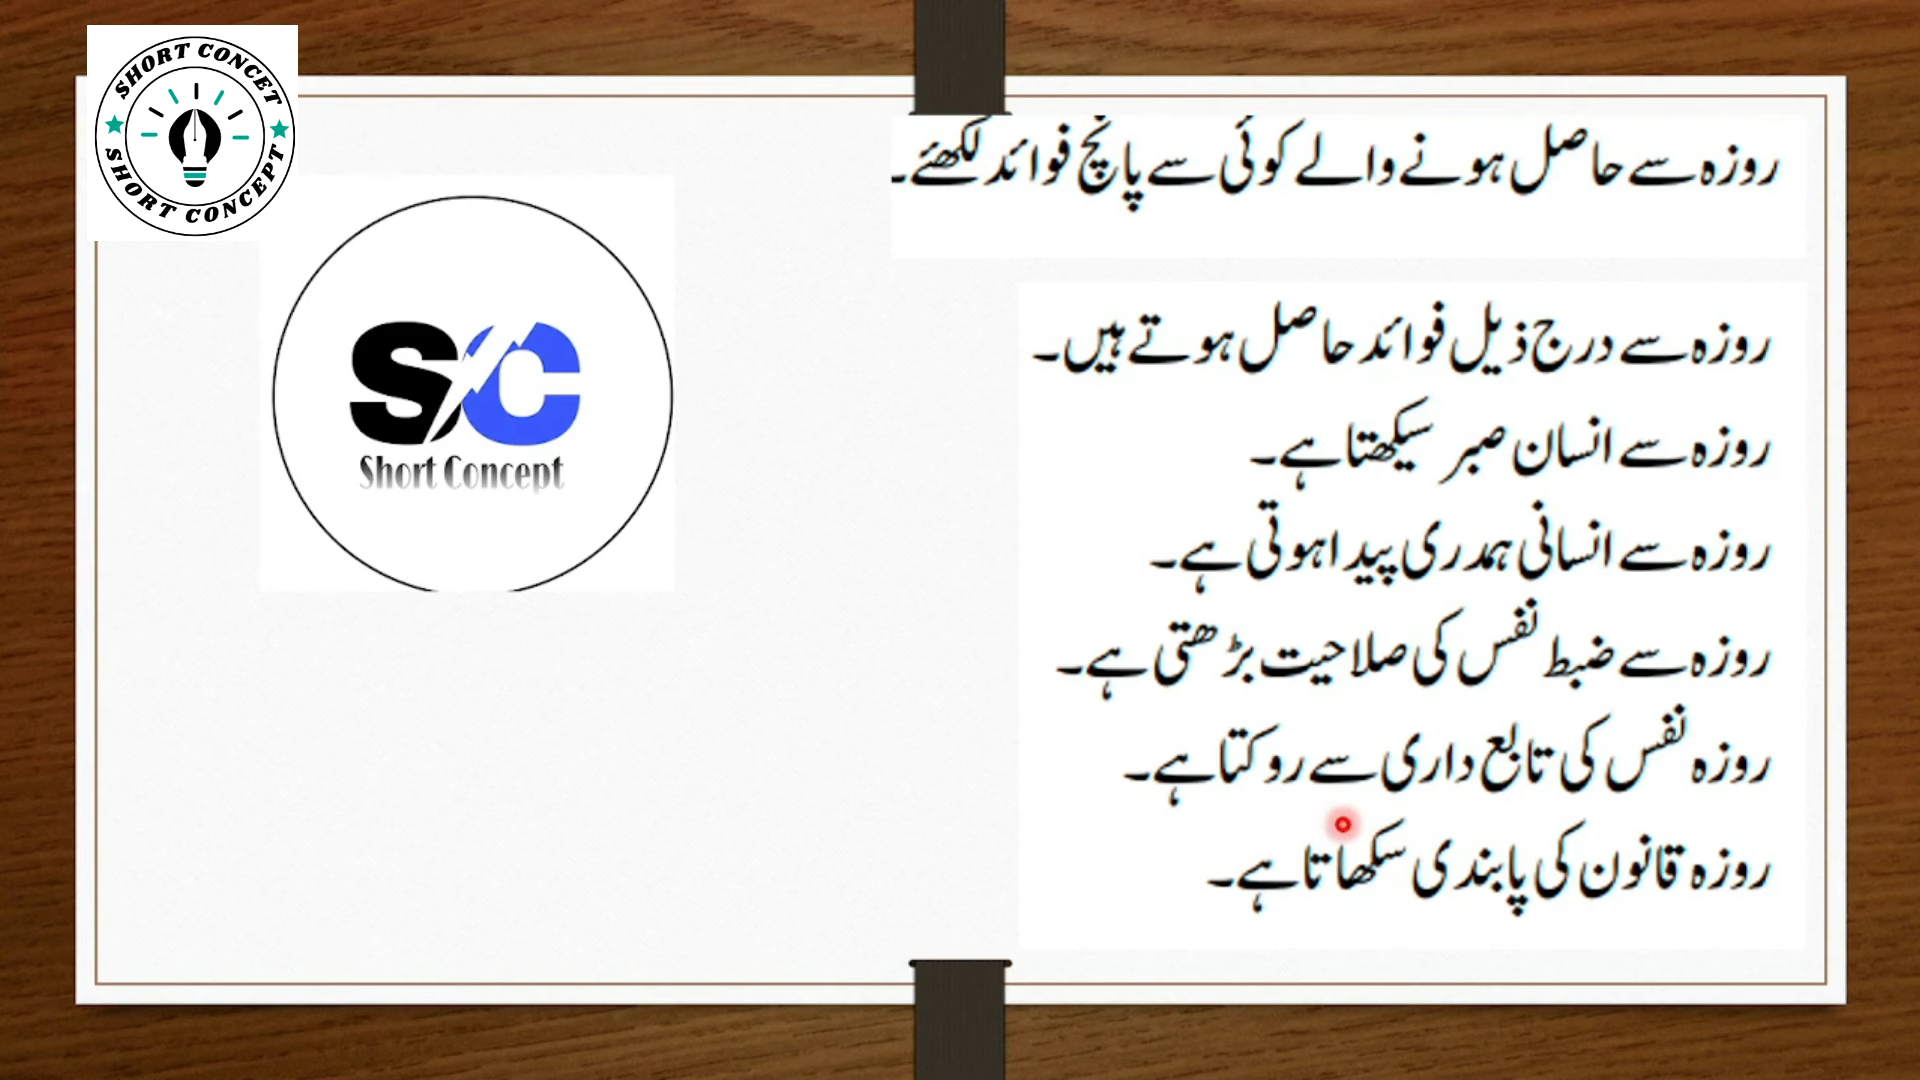 SHORT CONCET
SHORT CONCEPT
روزہ سے حاصل ہونے والے کوئی سے پانچ فوائد لکھئے۔
SC
Short Concept
روزہ سے درج ذیل فوائد حاصل ہوتے ہیں۔
روزہ سے انسان صبر سیکھتا ہے۔
روزہ سے انسانی ہمدری پیدا ہوتی ہے۔
روزہ سے ضبط نفس کی صلاحیت بڑھتی ہے۔
روزہ نفس کی تابع داری سے روکتا ہے۔
روزہ قانون کی پابندی سکھاتا ہے۔